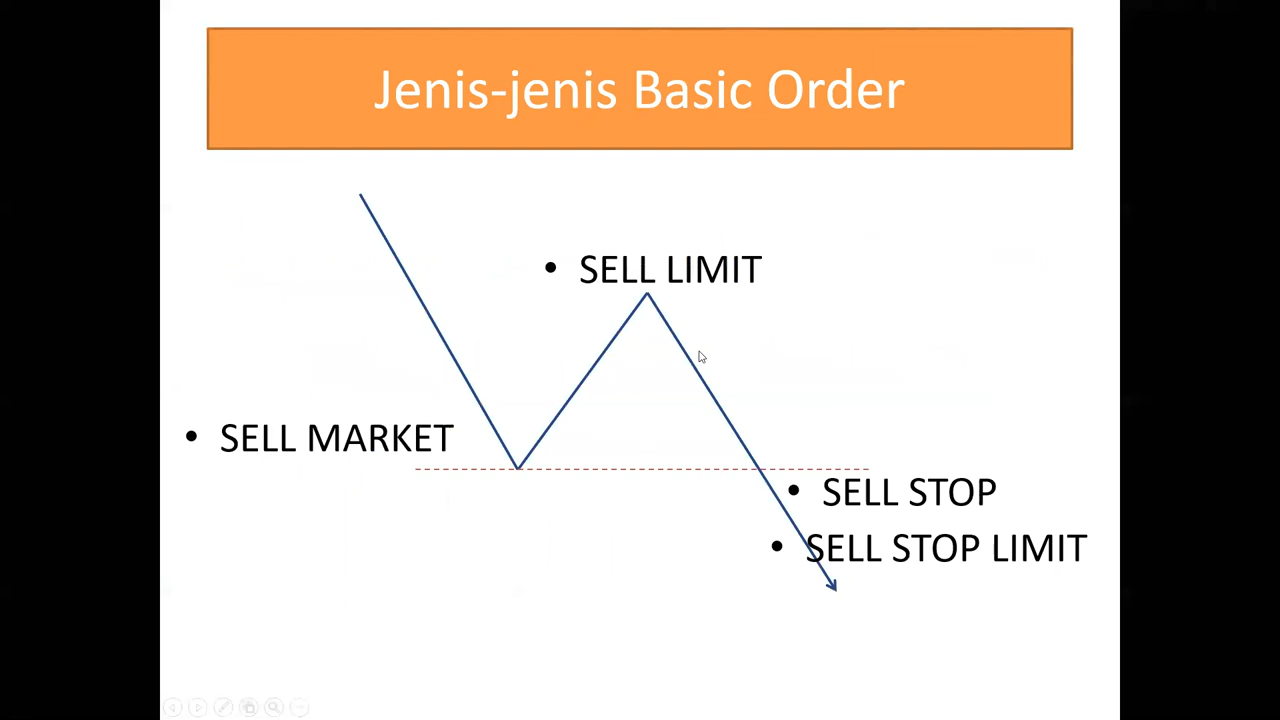 Jenis-jenis Basic Order
• SELL LIMIT
• SELL MARKET
• SELL STOP
• SELL STOP LIMIT